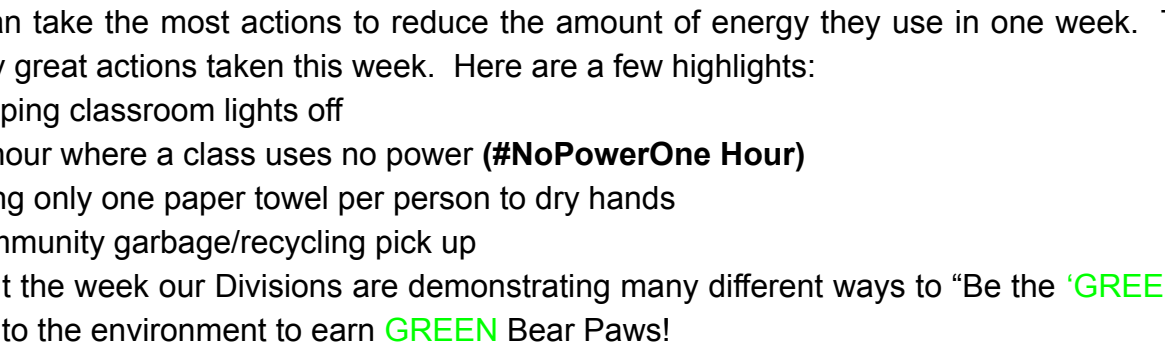 an take the most actions to reduce the amount of energy they use in one week.
y great actions taken this week. Here are a few highlights:
ping classroom lights off
hour where a class uses no power (#NoPowerOne Hour)
ng only one paper towel per person to dry hands
mmunity garbage/recycling pick up
t the week our Divisions are demonstrating many different ways to “Be the ‘GREE
to the environment to earn GREEN Bear Paws!